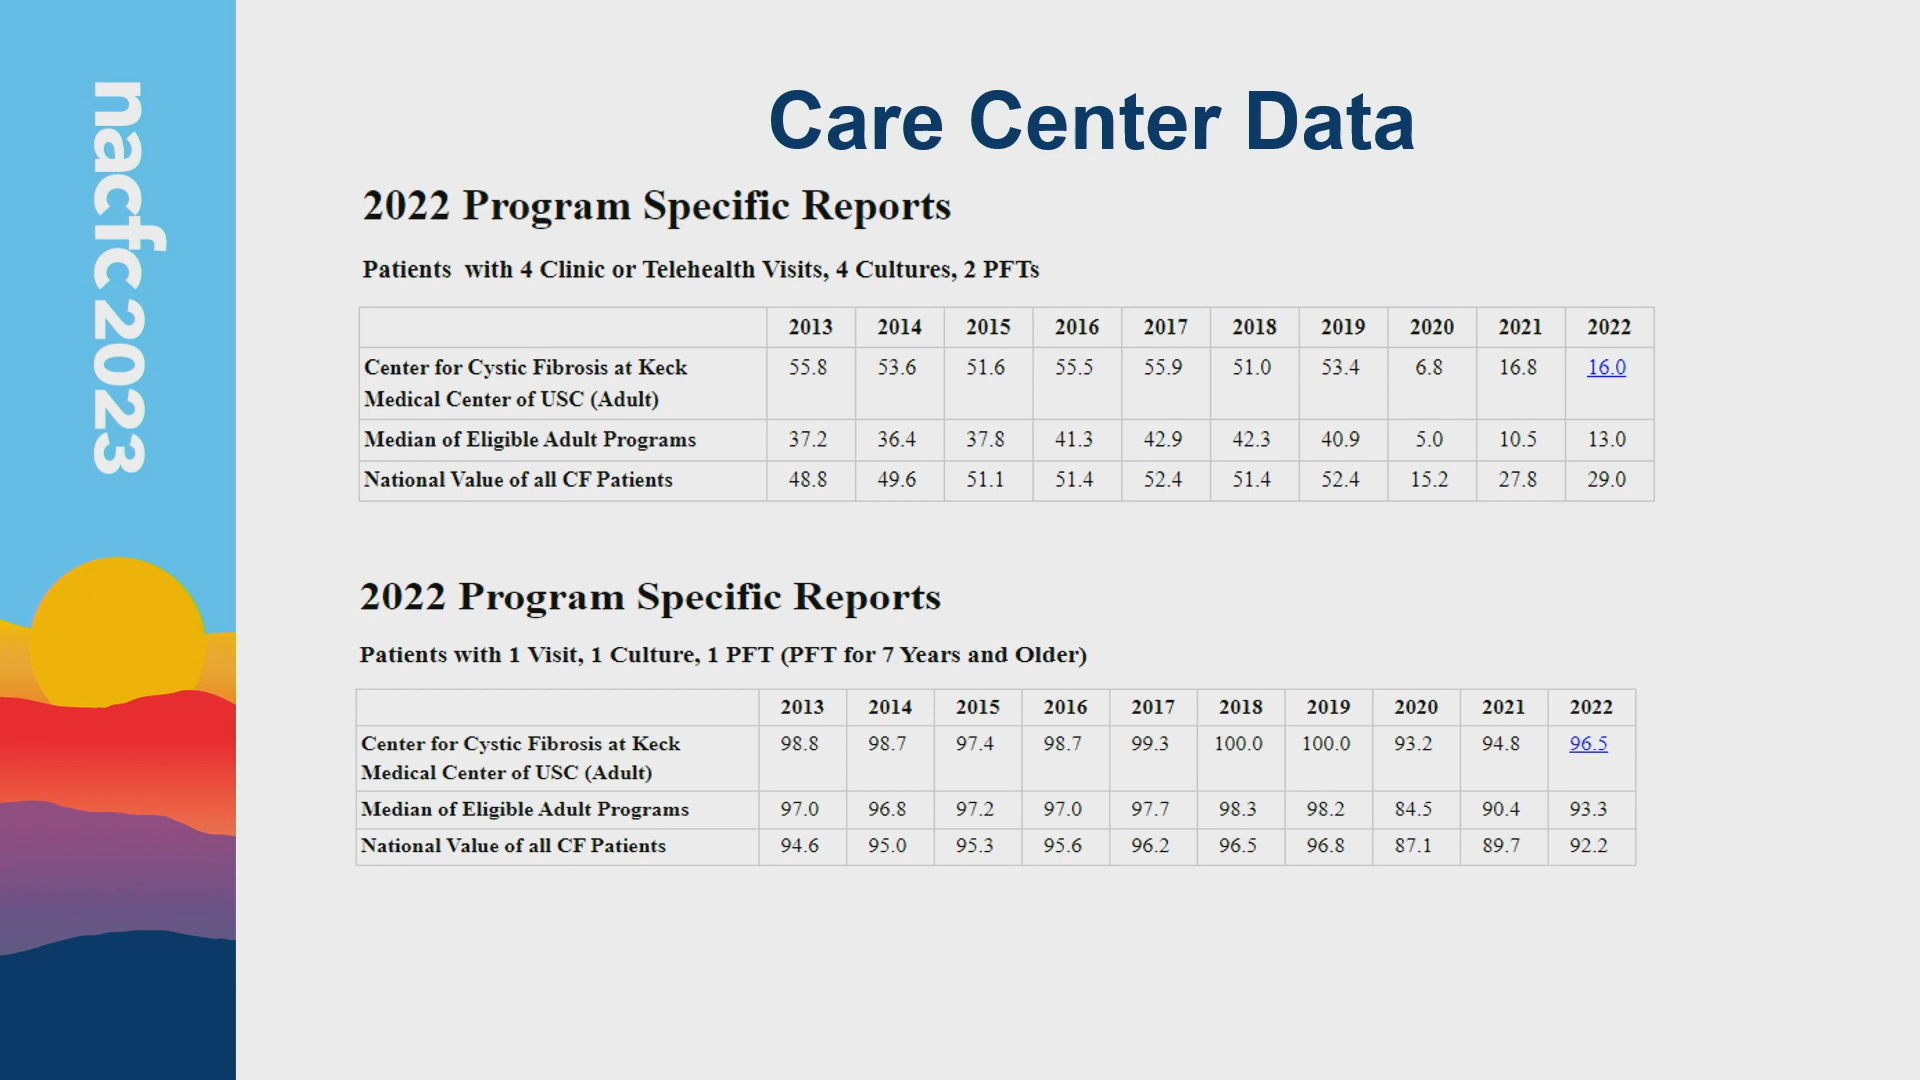 nacfc 2023
Care Center Data
2022 Program Specific Reports
Patients with 4 Clinic or Telehealth Visits, 4 Cultures, 2 PFTs
2013 2014 2015 2016 2017 2018 2019 2020 2021 2022
Center for Cystic Fibrosis at Keck 55.8 53.6 51.6 55.5 55.9 51.0 53.4 6.8 16.8 16.0
Medical Center of USC (Adult)
Median of Eligible Adult Programs 37.2 36.4 37.8 41.3 42.9 42.3 40.9 5.0 10.5 13.0
National Value of all CF Patients 48.8 49.6 51.1 51.4 52.4 51.4 52.4 15.2 27.8 29.0
2022 Program Specific Reports
Patients with 1 Visit, 1 Culture, 1 PFT (PFT for 7 Years and Older)
2013 2014 2015 2016 2017 2018 2019 2020 2021 2022
Center for Cystic Fibrosis at Keck 98.8 98.7 97.4 98.7 99.3 100.0 100.0 93.2 94.8 96.5
Medical Center of USC (Adult)
Median of Eligible Adult Programs 97.0 96.8 97.2 97.0 97.7 98.3 98.2 84.5 90.4 93.3
National Value of all CF Patients 94.6 95.0 95.3 95.6 96.2 96.5 96.8 87.1 89.7 92.2